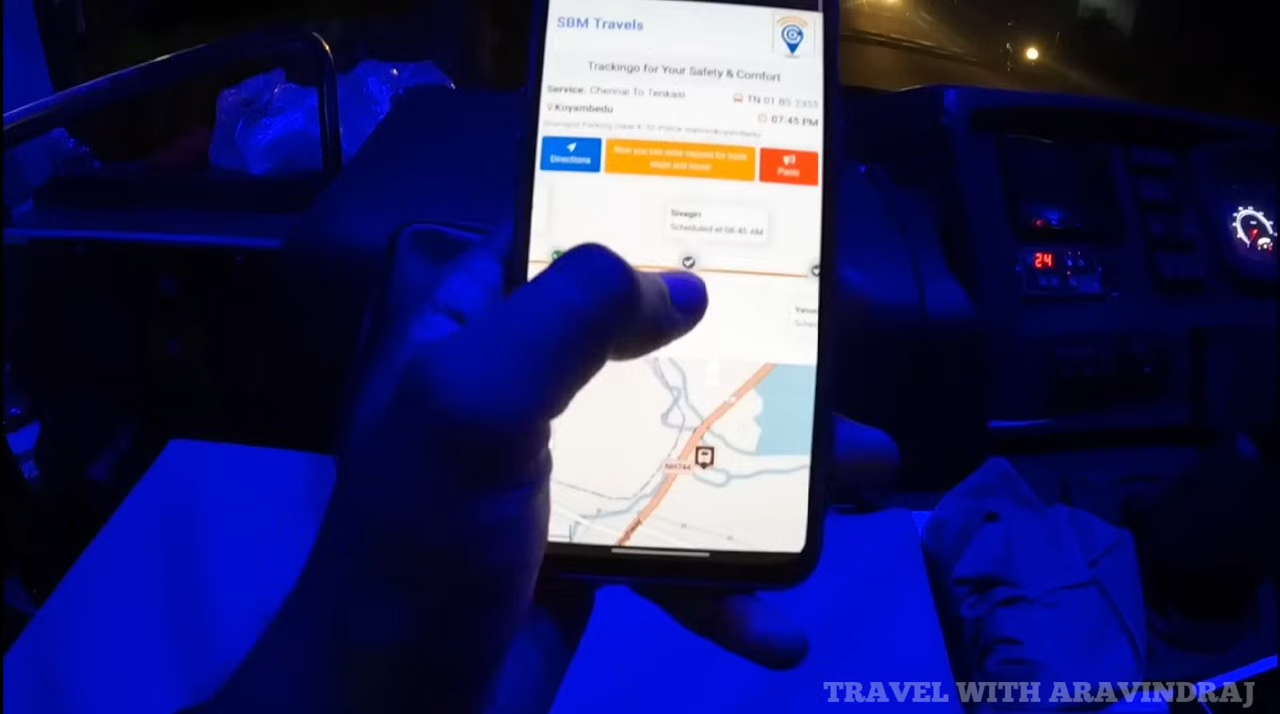 SBM Travels
Trackingo for Your Safety & Comfort
Service: Chennai To Tenkasi
TN 01 BS 2355
Koyambedu
07:45 PM
Directions
Panic
Sivagiri
Scheduled at 06:45 AM
NH744
24
TRAVEL WITH ARAVINDRAJ